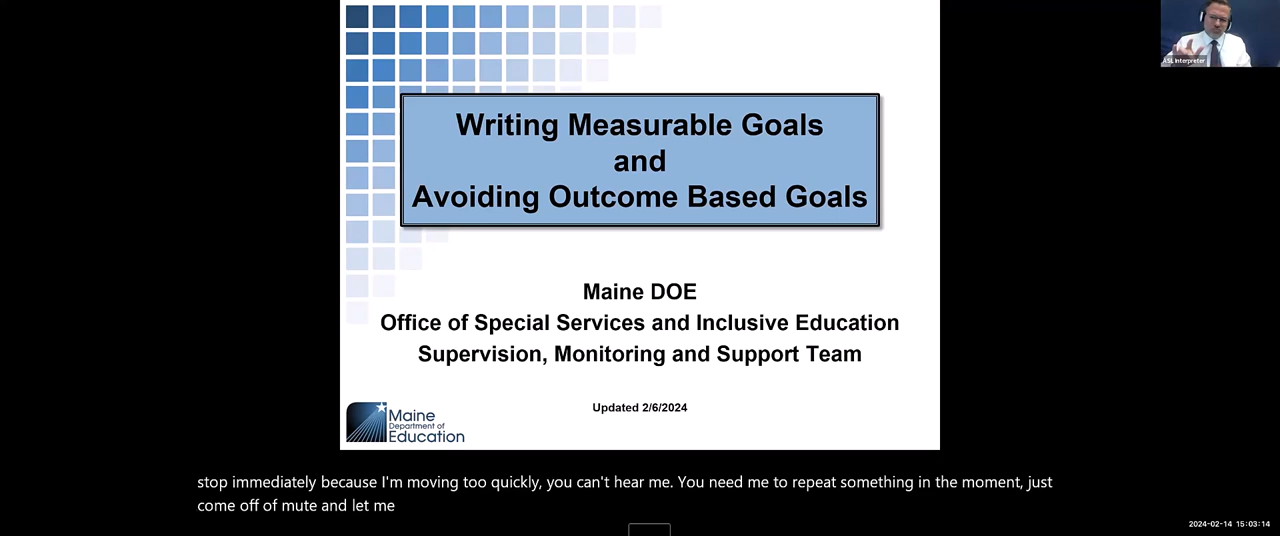 ASL Interpreter
Writing Measurable Goals
and
Avoiding Outcome Based Goals
Maine DOE
Office of Special Services and Inclusive Education
Supervision, Monitoring and Support Team
Updated 2/6/2024
Maine
Department of
Education
stop immediately because I'm moving too quickly, you can't hear me. You need me to repeat something in the moment, just
come off of mute and let me
2024-02-14 15:03:14